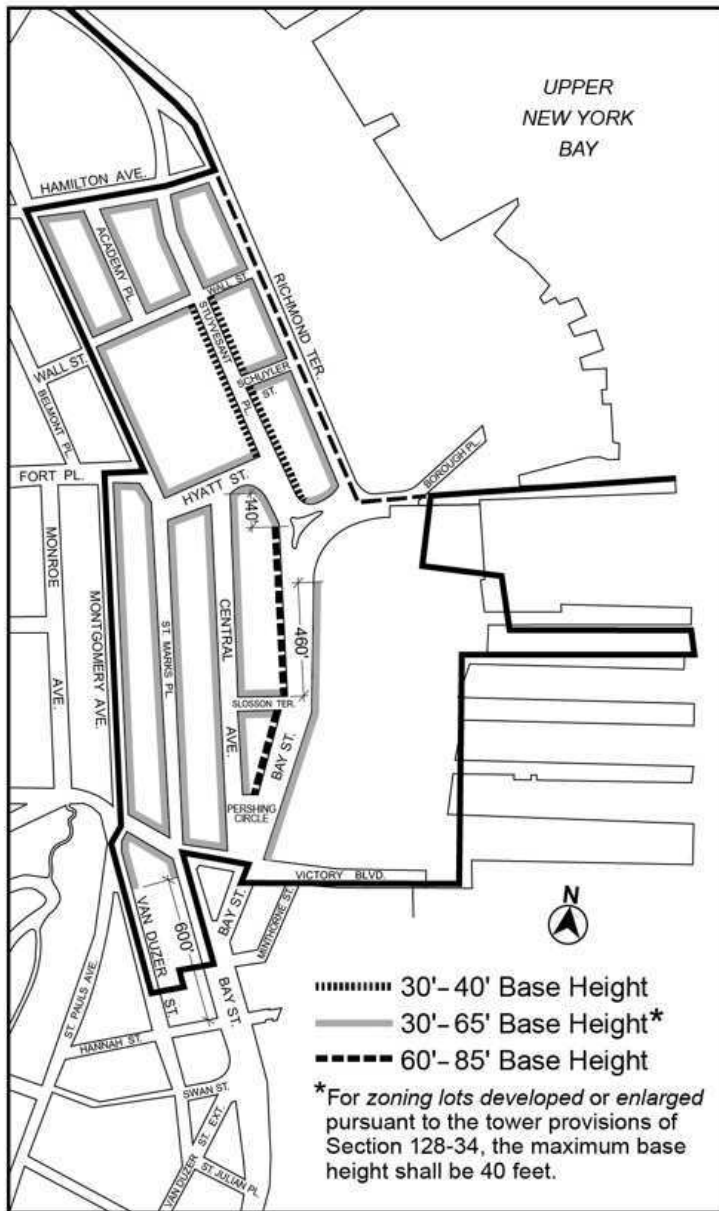 UPPER
NEW YORK
BAY
HAMILTON AVE.
ACADEMY PL.
WALL ST.
RICHMOND TER.
STUYVESANT
PL.
SCHUYLER
ST.
WALL ST.
BELMONT PL.
FORT PL.
HYATT ST.
BOROUGH PL.
140'
MONROE
AVE.
MONTGOMERY AVE.
ST. MARKS PL.
CENTRAL
AVE.
460'
SLOSSON TER.
BAY ST.
PERSHING
CIRCLE
VICTORY BLVD.
VAN DUZER
ST.
600'
BAY ST.
MINTHORNE ST.
BAY ST.
ST. PAULS AVE.
HANNAH ST.
SWAN ST.
VAN DUZER
ST. EXT.
ST. JULIAN PL.
N
30'–40' Base Height
30'–65' Base Height*
60'–85' Base Height
*For zoning lots developed or enlarged
pursuant to the tower provisions of
Section 128-34, the maximum base
height shall be 40 feet.